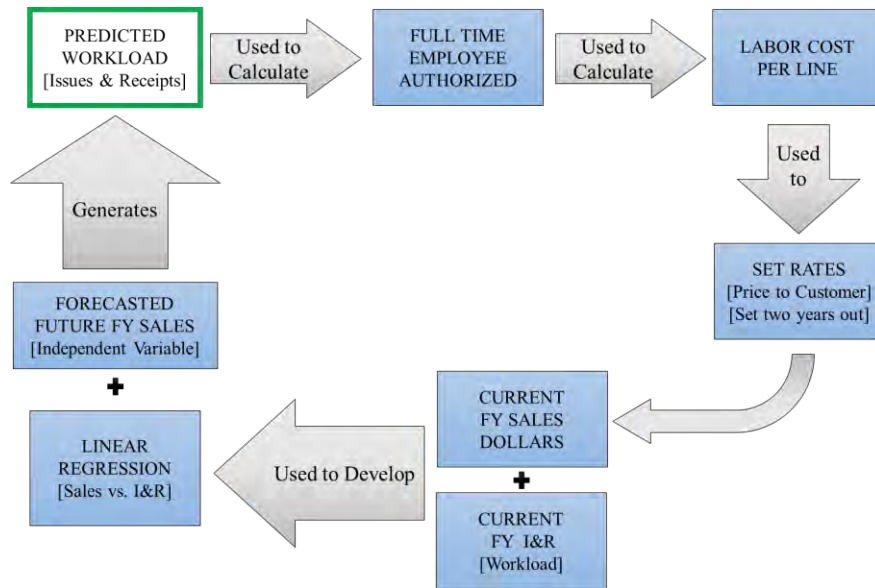 PREDICTED
WORKLOAD
[Issues & Receipts]
Used to
Calculate
FULL TIME
EMPLOYEE
AUTHORIZED
Used to
Calculate
LABOR COST
PER LINE
Used
to
SET RATES
[Price to Customer]
[Set two years out]
CURRENT
FY SALES
DOLLARS
+
CURRENT
FY I&R
[Workload]
Used to Develop
LINEAR
REGRESSION
[Sales vs. I&R]
+
FORECASTED
FUTURE FY SALES
[Independent Variable]
Generates